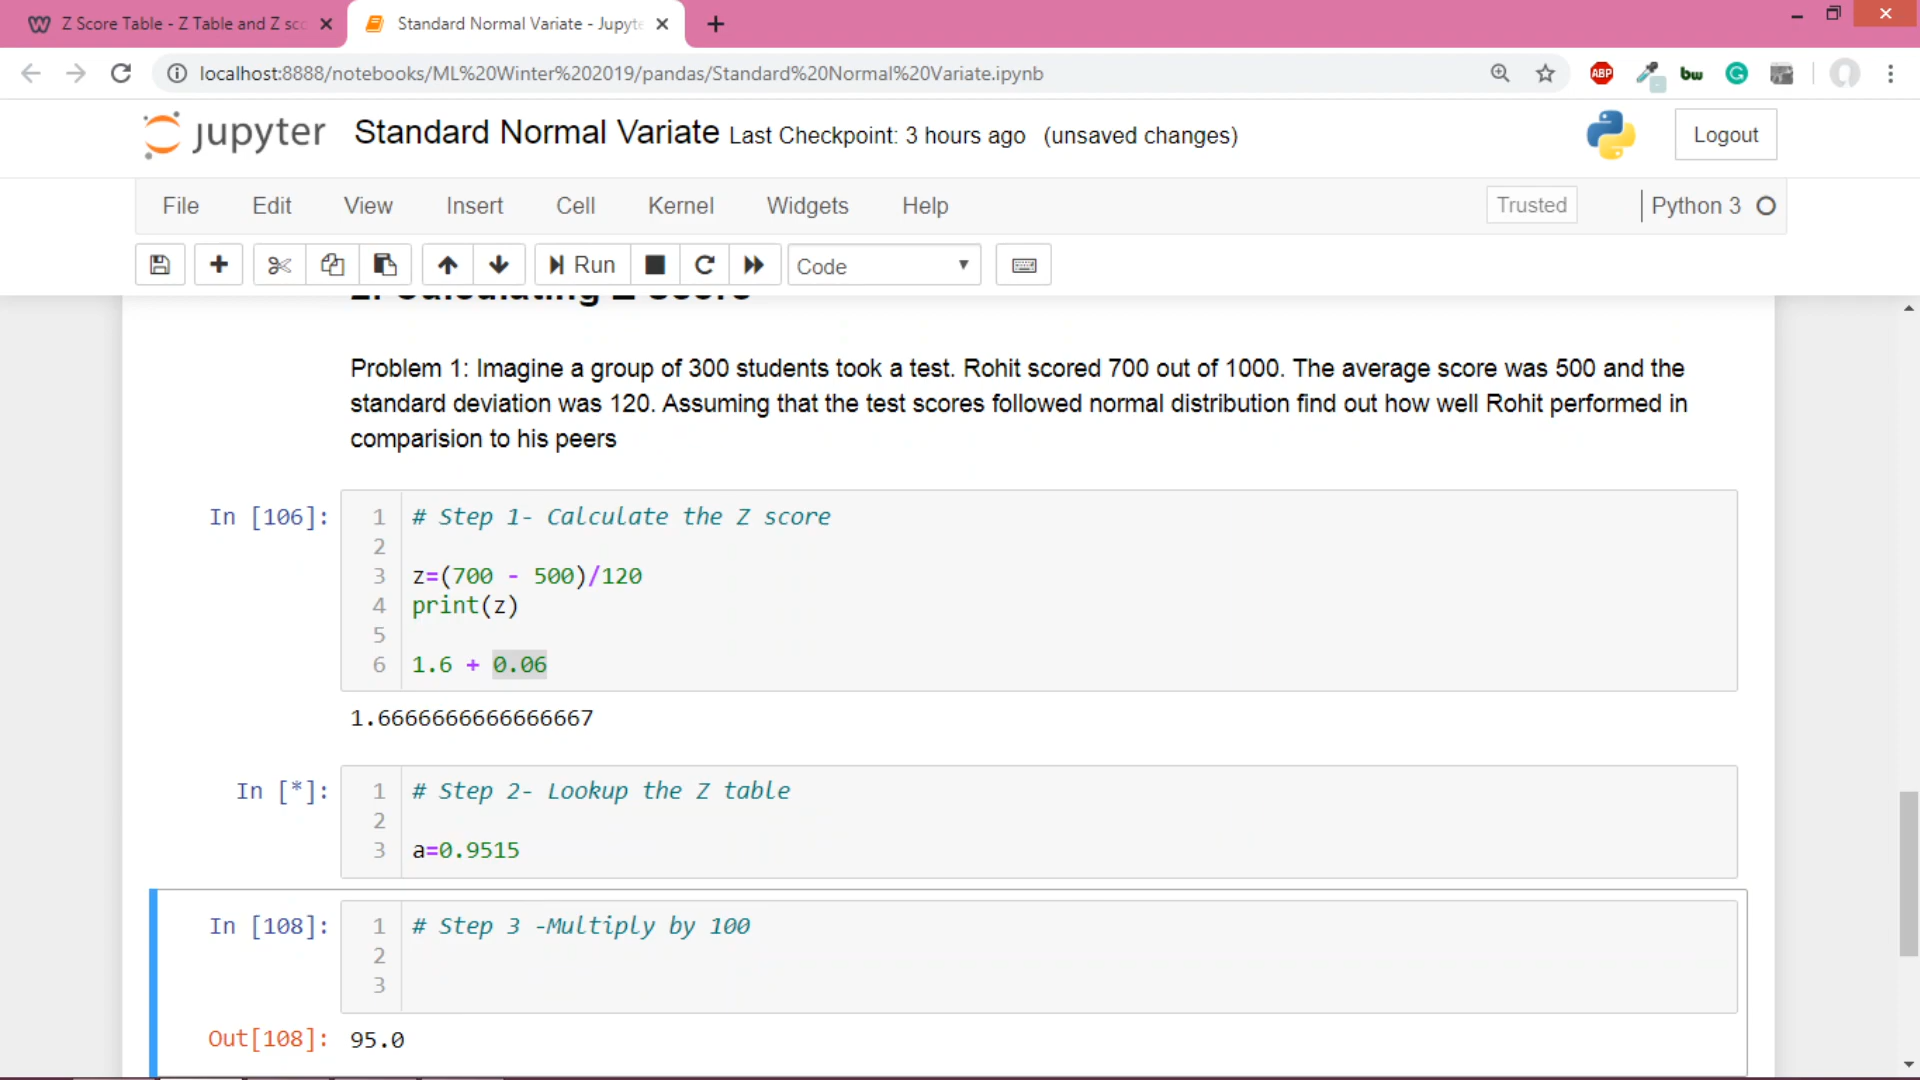 Z Score Table - Z Table and Z sc
Standard Normal Variate - Jupyt
localhost:8888/notebooks/ML%20Winter%202019/pandas/Standard%20Normal%20Variate.ipynb
ABP
bw
jupyter Standard Normal Variate Last Checkpoint: 3 hours ago (unsaved changes)
Logout
File Edit View Insert Cell Kernel Widgets Help
Trusted
Python 3
Run
Code
2. Calculating Z Score
Problem 1: Imagine a group of 300 students took a test. Rohit scored 700 out of 1000. The average score was 500 and the
standard deviation was 120. Assuming that the test scores followed normal distribution find out how well Rohit performed in
comparision to his peers
In [106]:
1 # Step 1- Calculate the Z score
2
3 z=(700 - 500)/120
4 print(z)
5
6 1.6 + 0.06
1.6666666666666667
In [*]:
1 # Step 2- Lookup the Z table
2
3 a=0.9515
In [108]:
1 # Step 3 -Multiply by 100
2
3
Out[108]: 95.0